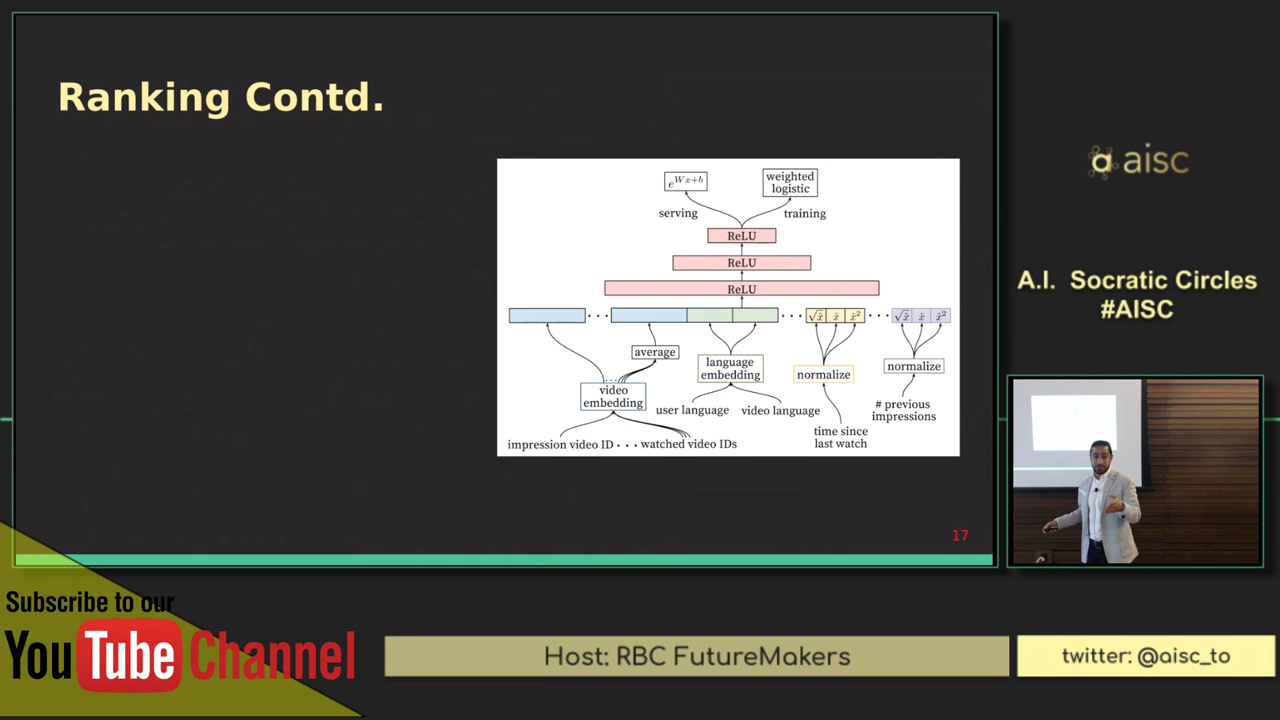 Ranking Contd.
e^{Wx+b}
weighted
logistic
serving
training
ReLU
ReLU
ReLU
√x̃ x̃ x̃²
√x̃ x̃ x̃²
average
language
embedding
normalize
normalize
video
embedding
user language
video language
# previous
impressions
time since
last watch
impression video ID
watched video IDs
17
aisc
A.I. Socratic Circles
#AISC
Subscribe to our
YouTube Channel
Host: RBC FutureMakers
twitter: @aisc_to